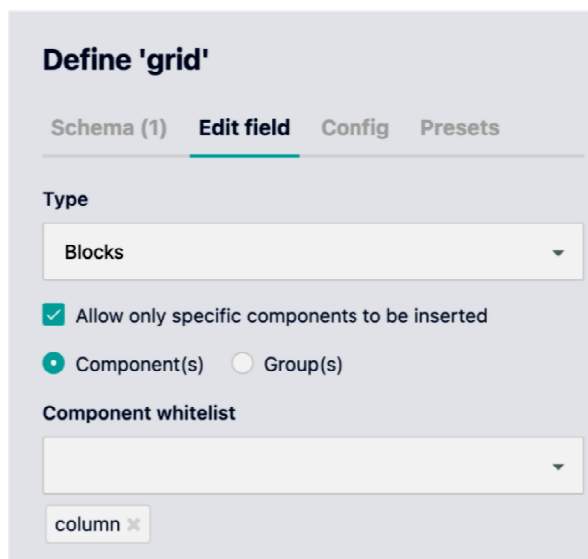 Define 'grid'
Schema (1) Edit field Config Presets
Type
Blocks
Allow only specific components to be inserted
Component(s) Group(s)
Component whitelist
column